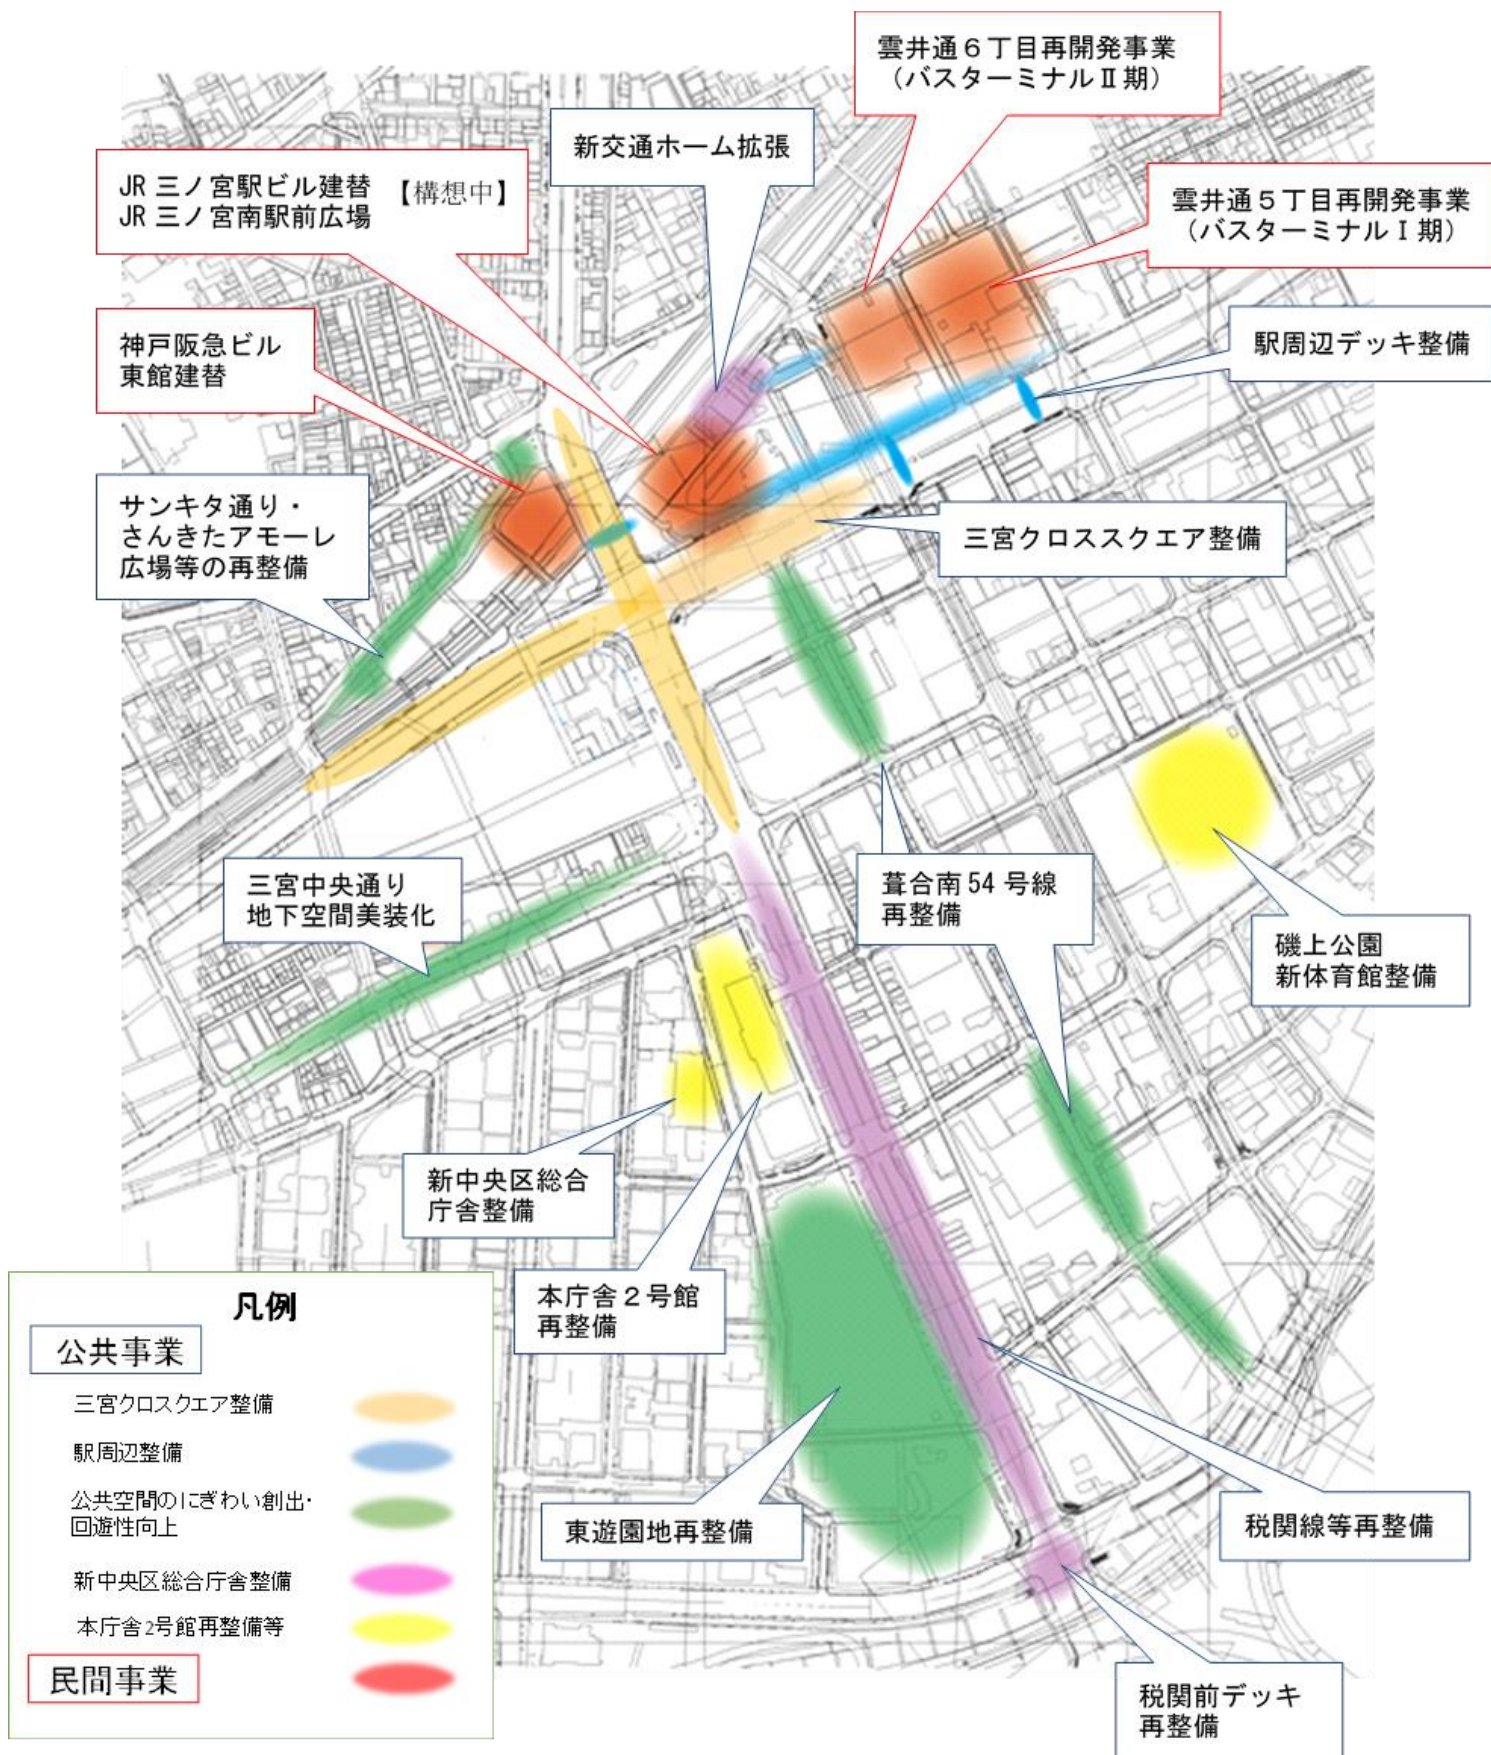 雲井通６丁目再開発事業
（バスターミナルⅡ期）
新交通ホーム拡張
JR 三ノ宮駅ビル建替 【構想中】
JR 三ノ宮南駅前広場
雲井通５丁目再開発事業
（バスターミナルⅠ期）
神戸阪急ビル
東館建替
駅周辺デッキ整備
サンキタ通り・
さんきたアモーレ
広場等の再整備
三宮クロススクエア整備
三宮中央通り
地下空間美装化
葺合南 54 号線
再整備
磯上公園
新体育館整備
新中央区総合
庁舎整備
本庁舎２号館
再整備
東遊園地再整備
税関線等再整備
税関前デッキ
再整備
凡例
公共事業
三宮クロスクエア整備
駅周辺整備
公共空間のにぎわい創出・
回遊性向上
新中央区総合庁舎整備
本庁舎2号館再整備等
民間事業